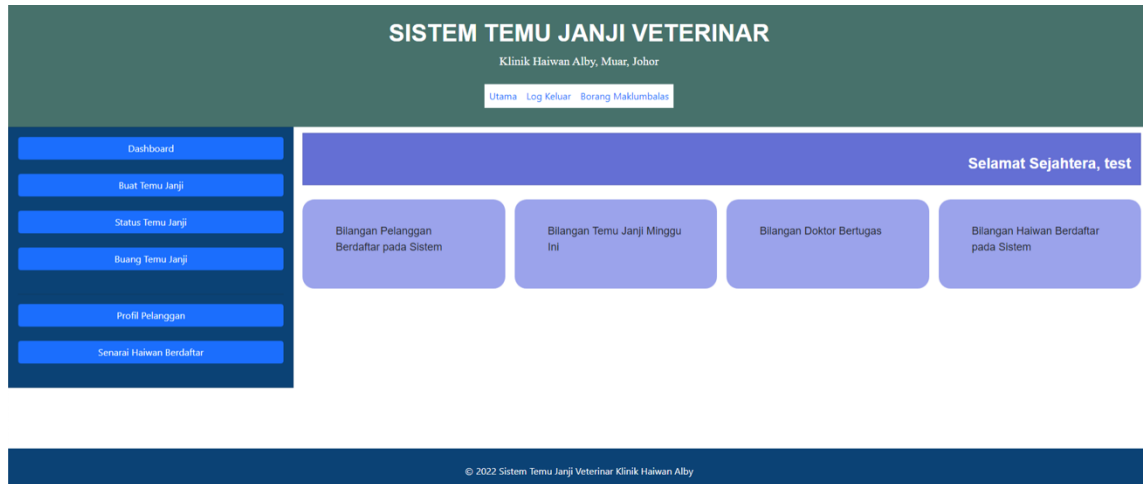 SISTEM TEMU JANJI VETERINAR
Klinik Haiwan Alby, Muar, Johor
Utama Log Keluar Borang Maklumbalas
Dashboard
Buat Temu Janji
Status Temu Janji
Buang Temu Janji
Profil Pelanggan
Senarai Haiwan Berdaftar
Selamat Sejahtera, test
Bilangan Pelanggan
Berdaftar pada Sistem
Bilangan Temu Janji Minggu
Ini
Bilangan Doktor Bertugas
Bilangan Haiwan Berdaftar
pada Sistem
© 2022 Sistem Temu Janji Veterinar Klinik Haiwan Alby